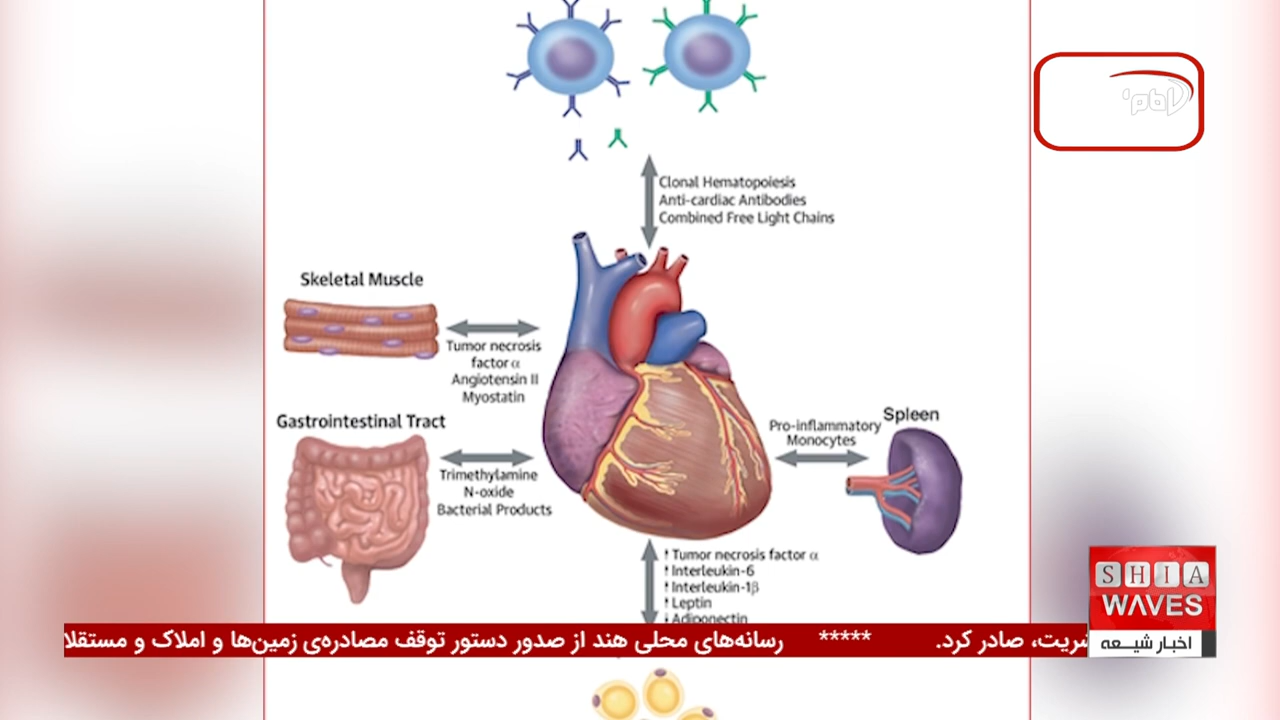 Clonal Hematopoiesis
Anti-cardiac Antibodies
Combined Free Light Chains
Skeletal Muscle
Tumor necrosis
factor α
Angiotensin II
Myostatin
Gastrointestinal Tract
Trimethylamine
N-oxide
Bacterial Products
Spleen
Pro-inflammatory
Monocytes
↑ Tumor necrosis factor α
↑ Interleukin-6
↑ Interleukin-1β
↑ Leptin
↓ Adiponectin
SHIA
WAVES
اخبار شیـعه
صادر کرد. ***** رسانه‌های محلی هند از صدور دستور توقف مصادره‌ی زمین‌ها و املاک و